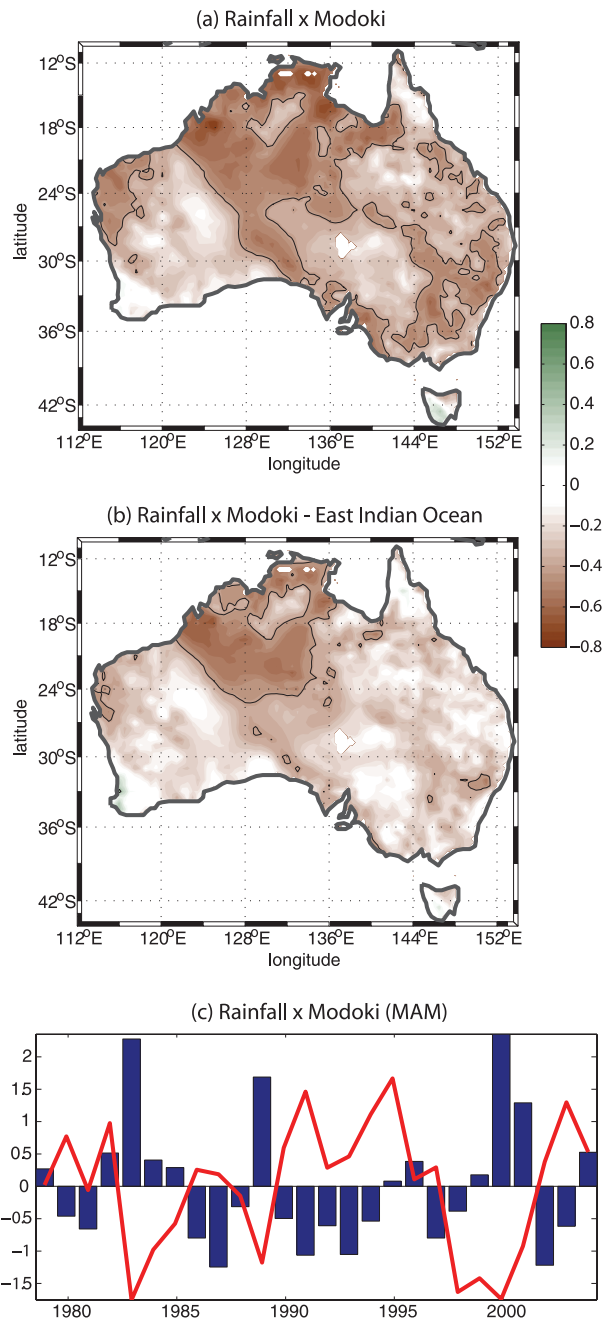 (a) Rainfall x Modoki
12°S
18°S
24°S
30°S
36°S
42°S
latitude
112°E 120°E 128°E 136°E 144°E 152°E
longitude
0.8
0.6
0.4
0.2
0
−0.2
−0.4
−0.6
−0.8
(b) Rainfall x Modoki - East Indian Ocean
12°S
18°S
24°S
30°S
36°S
42°S
latitude
112°E 120°E 128°E 136°E 144°E 152°E
longitude
(c) Rainfall x Modoki (MAM)
2
1.5
1
0.5
0
−0.5
−1
−1.5
1980 1985 1990 1995 2000